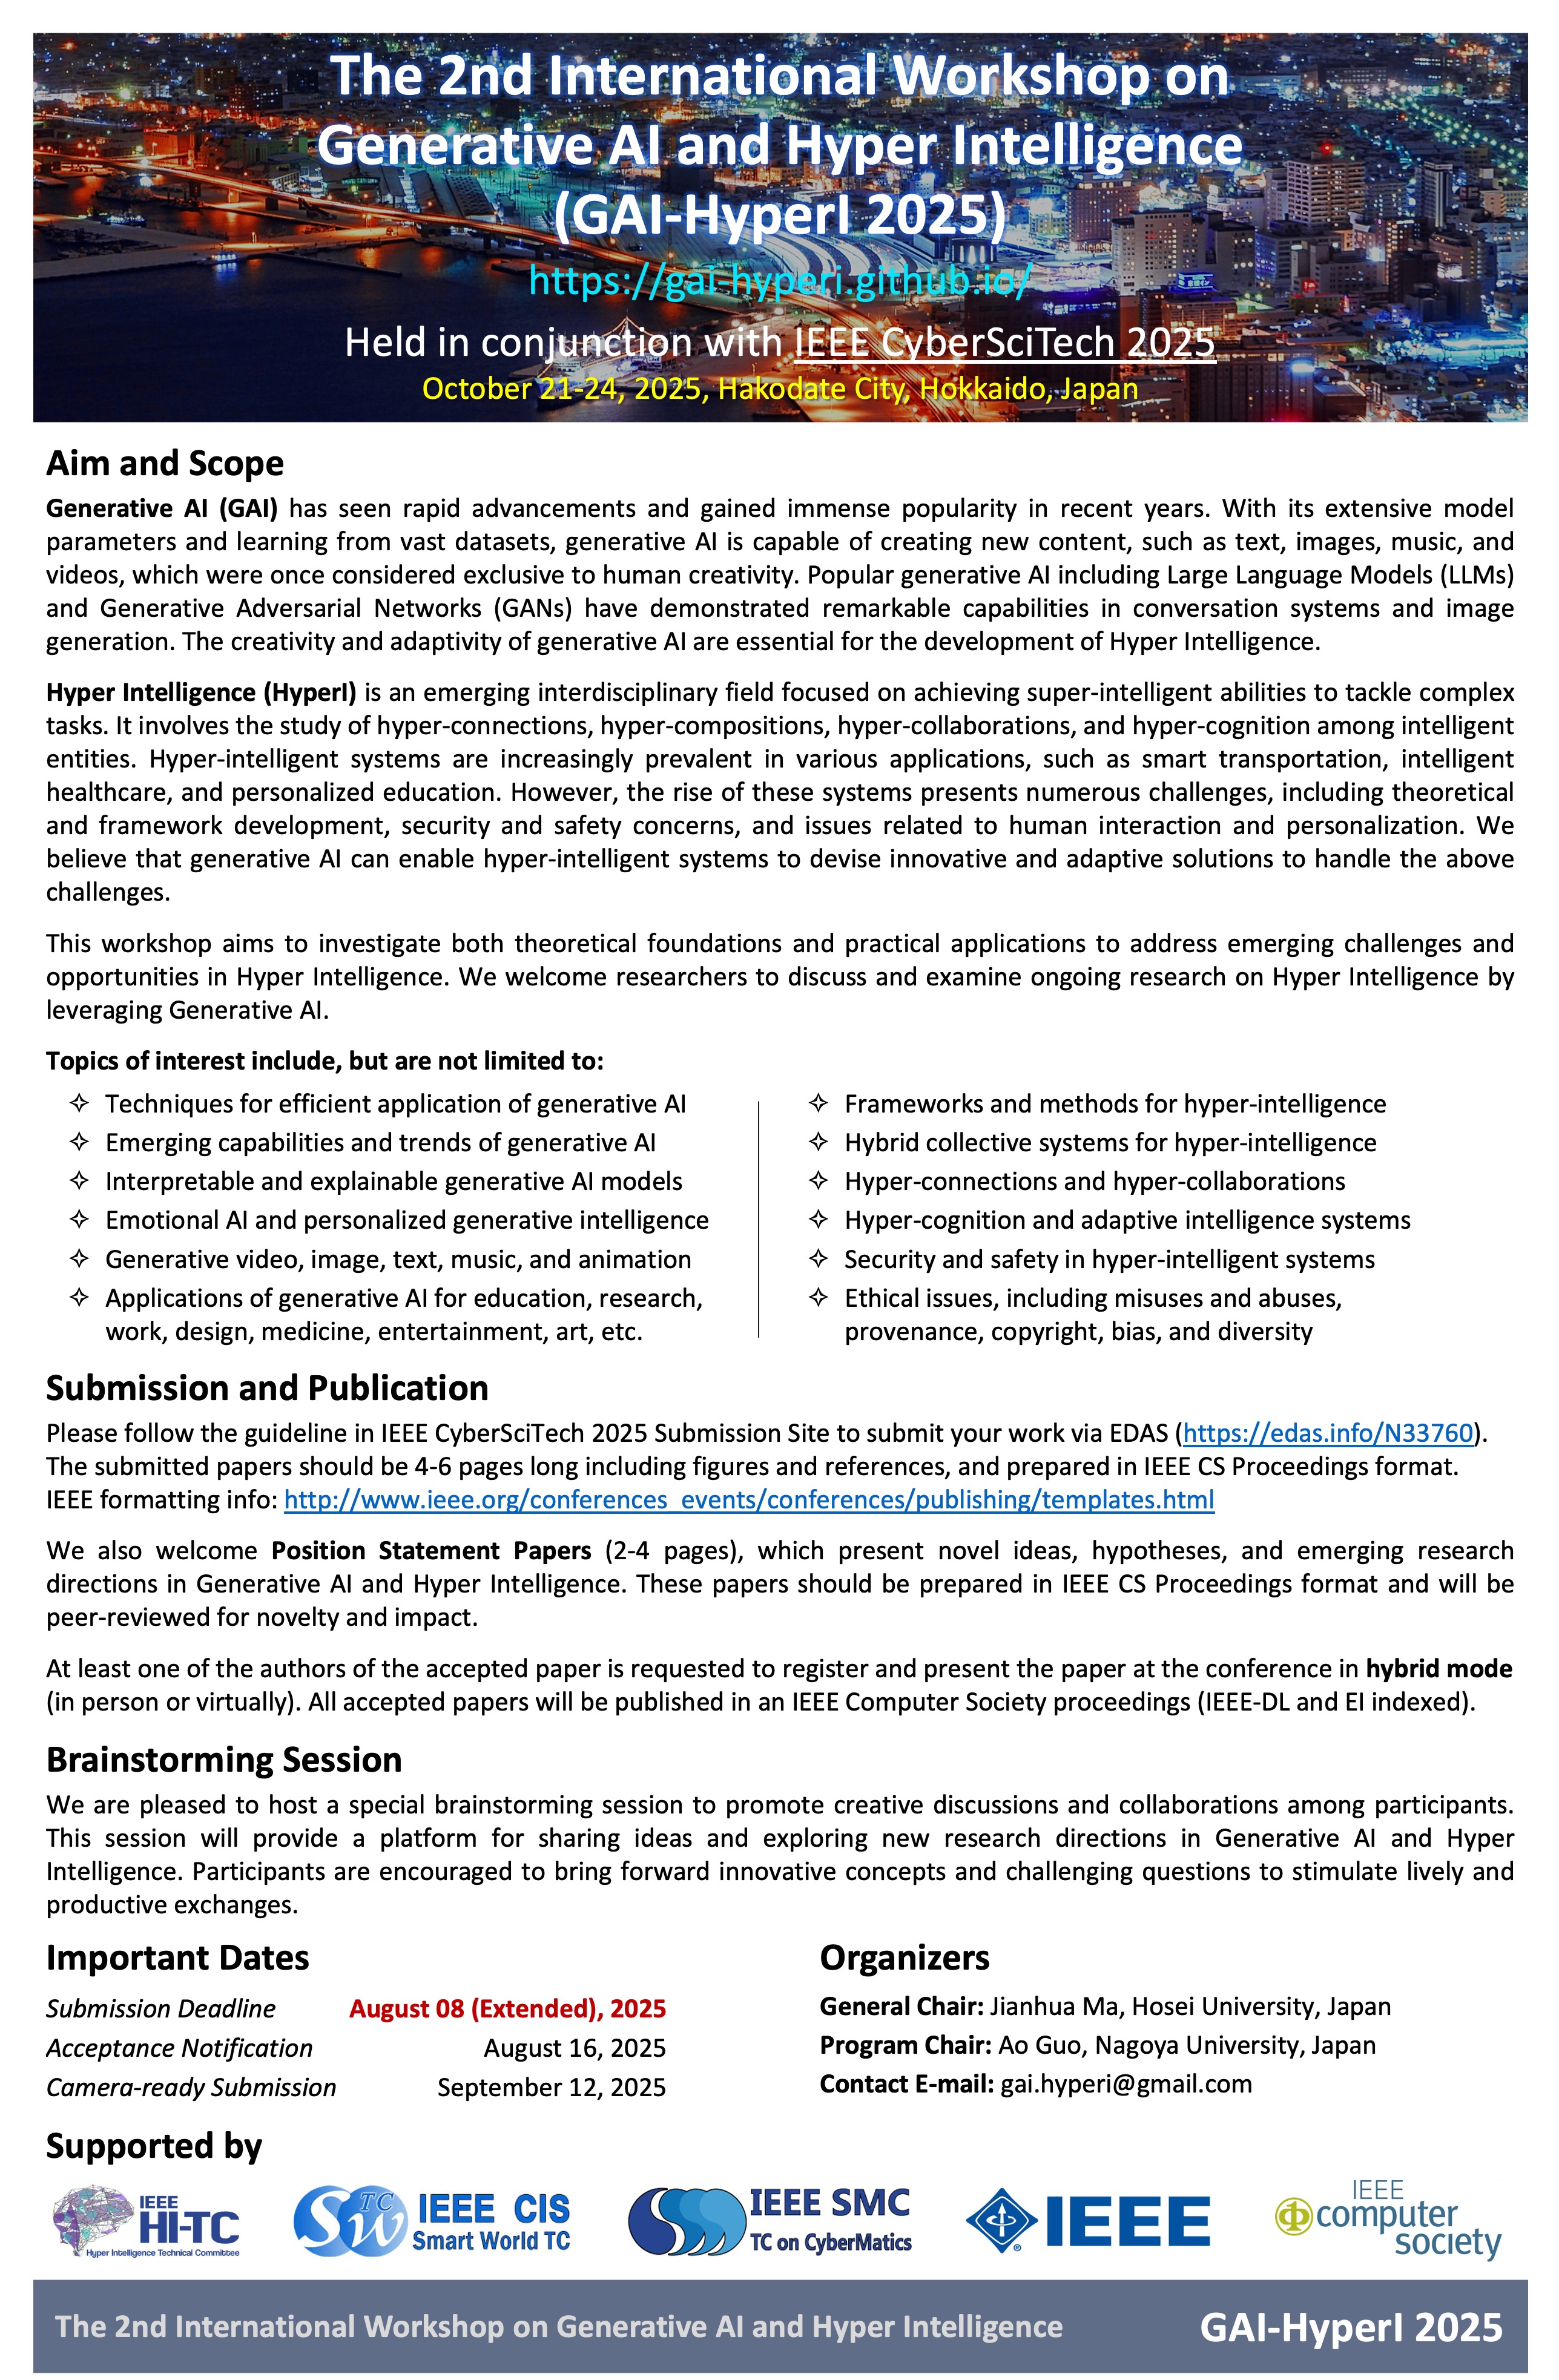 The 2nd International Workshop on
Generative AI and Hyper Intelligence
(GAI-HyperI 2025)
https://gai-hyperi.github.io/
Held in conjunction with IEEE CyberSciTech 2025
October 21-24, 2025, Hakodate City, Hokkaido, Japan
Aim and Scope
Generative AI (GAI) has seen rapid advancements and gained immense popularity in recent years. With its extensive model
parameters and learning from vast datasets, generative AI is capable of creating new content, such as text, images, music, and
videos, which were once considered exclusive to human creativity. Popular generative AI including Large Language Models (LLMs)
and Generative Adversarial Networks (GANs) have demonstrated remarkable capabilities in conversation systems and image
generation. The creativity and adaptivity of generative AI are essential for the development of Hyper Intelligence.
Hyper Intelligence (HyperI) is an emerging interdisciplinary field focused on achieving super-intelligent abilities to tackle complex
tasks. It involves the study of hyper-connections, hyper-compositions, hyper-collaborations, and hyper-cognition among intelligent
entities. Hyper-intelligent systems are increasingly prevalent in various applications, such as smart transportation, intelligent
healthcare, and personalized education. However, the rise of these systems presents numerous challenges, including theoretical
and framework development, security and safety concerns, and issues related to human interaction and personalization. We
believe that generative AI can enable hyper-intelligent systems to devise innovative and adaptive solutions to handle the above
challenges.
This workshop aims to investigate both theoretical foundations and practical applications to address emerging challenges and
opportunities in Hyper Intelligence. We welcome researchers to discuss and examine ongoing research on Hyper Intelligence by
leveraging Generative AI.
Topics of interest include, but are not limited to:
✧ Techniques for efficient application of generative AI
✧ Emerging capabilities and trends of generative AI
✧ Interpretable and explainable generative AI models
✧ Emotional AI and personalized generative intelligence
✧ Generative video, image, text, music, and animation
✧ Applications of generative AI for education, research,
work, design, medicine, entertainment, art, etc.
✧ Frameworks and methods for hyper-intelligence
✧ Hybrid collective systems for hyper-intelligence
✧ Hyper-connections and hyper-collaborations
✧ Hyper-cognition and adaptive intelligence systems
✧ Security and safety in hyper-intelligent systems
✧ Ethical issues, including misuses and abuses,
provenance, copyright, bias, and diversity
Submission and Publication
Please follow the guideline in IEEE CyberSciTech 2025 Submission Site to submit your work via EDAS (https://edas.info/N33760).
The submitted papers should be 4-6 pages long including figures and references, and prepared in IEEE CS Proceedings format.
IEEE formatting info: http://www.ieee.org/conferences_events/conferences/publishing/templates.html
We also welcome Position Statement Papers (2-4 pages), which present novel ideas, hypotheses, and emerging research
directions in Generative AI and Hyper Intelligence. These papers should be prepared in IEEE CS Proceedings format and will be
peer-reviewed for novelty and impact.
At least one of the authors of the accepted paper is requested to register and present the paper at the conference in hybrid mode
(in person or virtually). All accepted papers will be published in an IEEE Computer Society proceedings (IEEE-DL and EI indexed).
Brainstorming Session
We are pleased to host a special brainstorming session to promote creative discussions and collaborations among participants.
This session will provide a platform for sharing ideas and exploring new research directions in Generative AI and Hyper
Intelligence. Participants are encouraged to bring forward innovative concepts and challenging questions to stimulate lively and
productive exchanges.
Important Dates
Submission Deadline August 08 (Extended), 2025
Acceptance Notification August 16, 2025
Camera-ready Submission September 12, 2025
Organizers
General Chair: Jianhua Ma, Hosei University, Japan
Program Chair: Ao Guo, Nagoya University, Japan
Contact E-mail: gai.hyperi@gmail.com
Supported by
IEEE
HI-TC
Hyper Intelligence Technical Committee
SW TC
IEEE CIS
Smart World TC
IEEE SMC
TC on CyberMatics
IEEE
IEEE
computer
society
The 2nd International Workshop on Generative AI and Hyper Intelligence
GAI-HyperI 2025